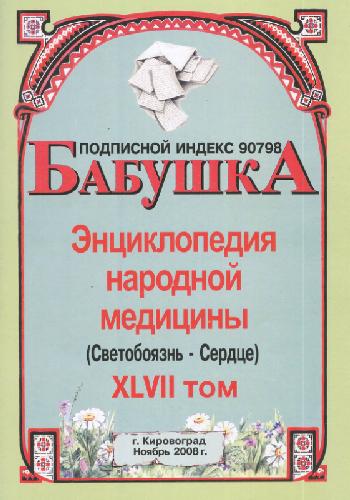 ПОДПИСНОЙ ИНДЕКС 90798
БАБУШКА
Энциклопедия
народной
медицины
(Светобоязнь - Сердце)
XLVII том
г. Кировоград
Ноябрь 2008 г.